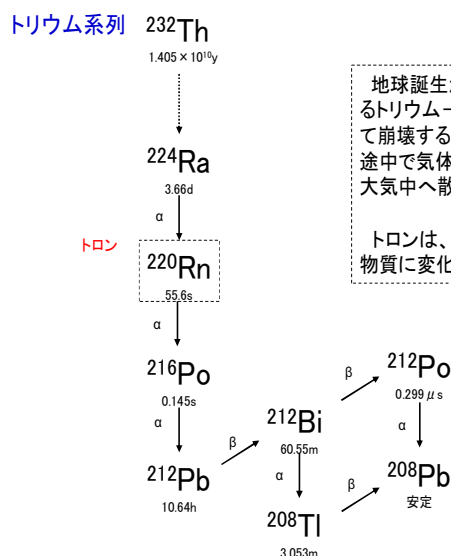 トリウム系列
²³²Th
1.405×10¹⁰y
地球誕生
るトリウム-
て崩壊する
途中で気体
大気中へ散
²²⁴Ra
3.66d
α
トロン
²²⁰Rn
55.6s
トロンは、
物質に変化
α
²¹⁶Po
0.145s
α
²¹²Pb
10.64h
β
²¹²Bi
60.55m
β
²¹²Po
0.299μs
α
α
²⁰⁸Tl
3.053m
β
²⁰⁸Pb
安定